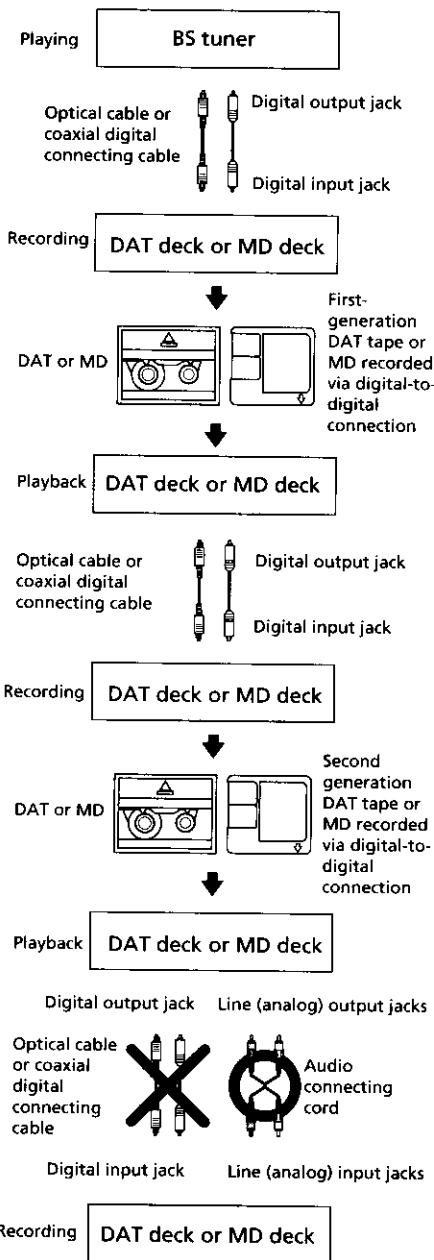 Playing
BS tuner
Optical cable or
coaxial digital
connecting cable
Digital output jack
Digital input jack
Recording
DAT deck or MD deck
DAT or MD
First-
generation
DAT tape or
MD recorded
via digital-to-
digital
connection
Playback
DAT deck or MD deck
Optical cable or
coaxial digital
connecting cable
Digital output jack
Digital input jack
Recording
DAT deck or MD deck
DAT or MD
Second
generation
DAT tape or
MD recorded
via digital-to-
digital
connection
Playback
DAT deck or MD deck
Digital output jack
Line (analog) output jacks
Optical cable
or coaxial
digital
connecting
cable
Audio
connecting
cord
Digital input jack
Line (analog) input jacks
Recording
DAT deck or MD deck